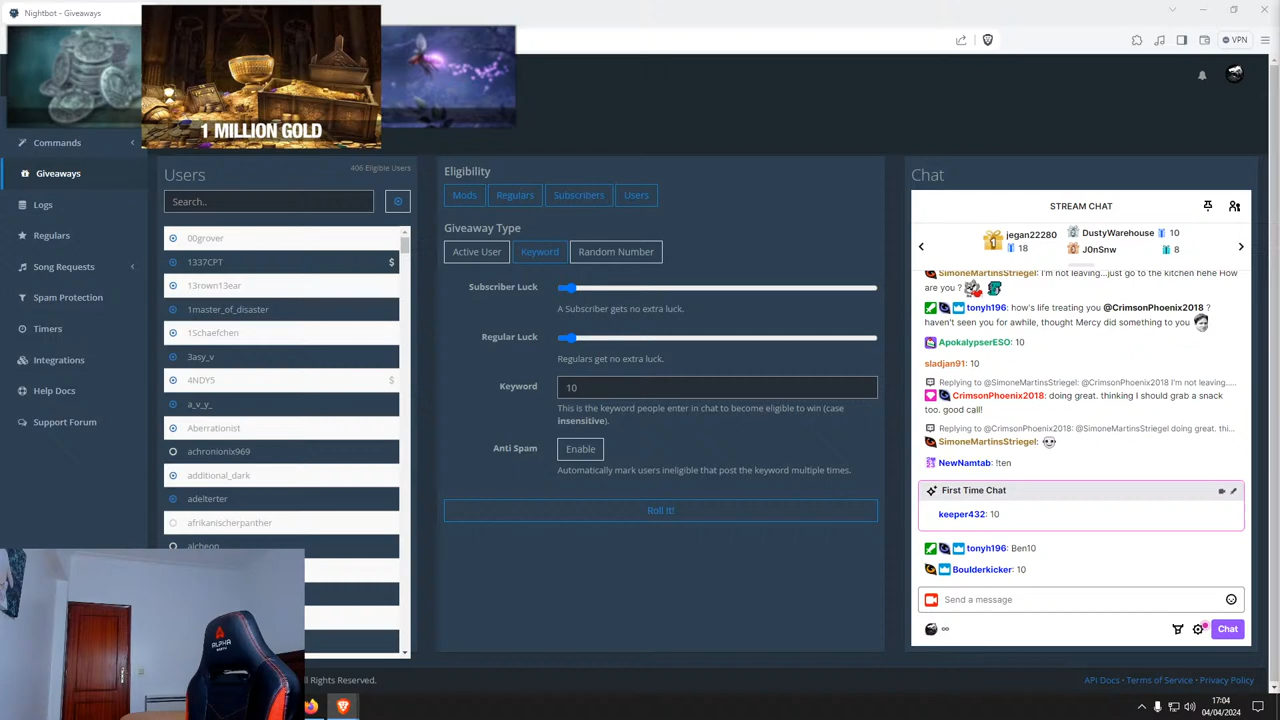 Nightbot - Giveaways
VPN
1 MILLION GOLD
Commands
Giveaways
Logs
Regulars
Song Requests
Spam Protection
Timers
Integrations
Help Docs
Support Forum
Users
406 Eligible Users
Search..
00grover
1337CPT
$
13rown13ear
1master_of_disaster
1Schaefchen
3asy_v
4NDY5
$
a_v_y_
Aberrationist
achronionix969
additional_dark
adelterter
afrikanischerpanther
alcheon
Eligibility
Mods
Regulars
Subscribers
Users
Giveaway Type
Active User
Keyword
Random Number
Subscriber Luck
A Subscriber gets no extra luck.
Regular Luck
Regulars get no extra luck.
Keyword
10
This is the keyword people enter in chat to become eligible to win (case
insensitive).
Anti Spam
Enable
Automatically mark users ineligible that post the keyword multiple times.
Roll It!
Chat
STREAM CHAT
jegan22280
18
DustyWarehouse 10
J0nSnw 8
SimoneMartinsStriegel: I'm not leaving...just go to the kitchen hehe How
are you ?
tonyh196: how's life treating you @CrimsonPhoenix2018 ?
haven't seen you for awhile, thought Mercy did something to you
ApokalypserESO: 10
sladjan91: 10
Replying to @SimoneMartinsStriegel: @CrimsonPhoenix2018 I'm not leaving.....
CrimsonPhoenix2018: doing great. thinking I should grab a snack
too. good call!
Replying to @CrimsonPhoenix2018: @SimoneMartinsStriegel doing great. thi...
SimoneMartinsStriegel:
NewNamtab: !ten
First Time Chat
keeper432: 10
tonyh196: Ben10
Boulderkicker: 10
Send a message
∞
Chat
ALPHA
l Rights Reserved.
API Docs · Terms of Service · Privacy Policy
17:04
04/04/2024